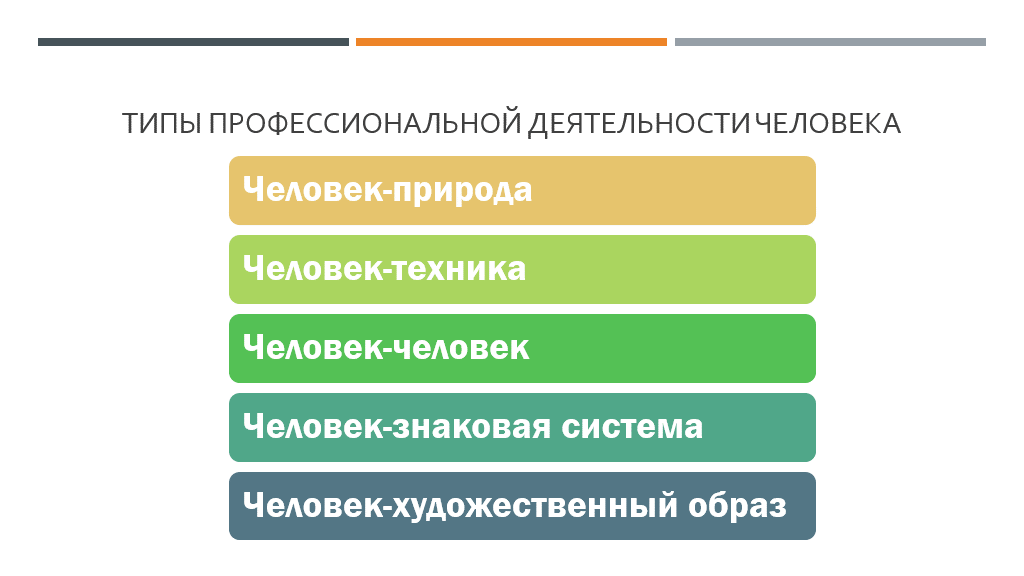 ТИПЫ ПРОФЕССИОНАЛЬНОЙ ДЕЯТЕЛЬНОСТИ ЧЕЛОВЕКА
Человек-природа
Человек-техника
Человек-человек
Человек-знаковая система
Человек-художественный образ